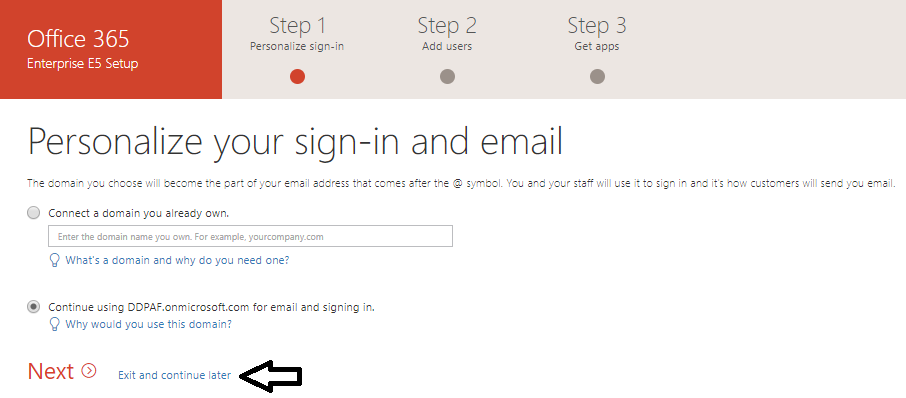 Office 365
Enterprise E5 Setup
Step 1
Personalize sign-in
Step 2
Add users
Step 3
Get apps
Personalize your sign-in and email
The domain you choose will become the part of your email address that comes after the @ symbol. You and your staff will use it to sign in and it's how customers will send you email.
Connect a domain you already own.
Enter the domain name you own. For example, yourcompany.com
What's a domain and why do you need one?
Continue using DDPAF.onmicrosoft.com for email and signing in.
Why would you use this domain?
Next Exit and continue later